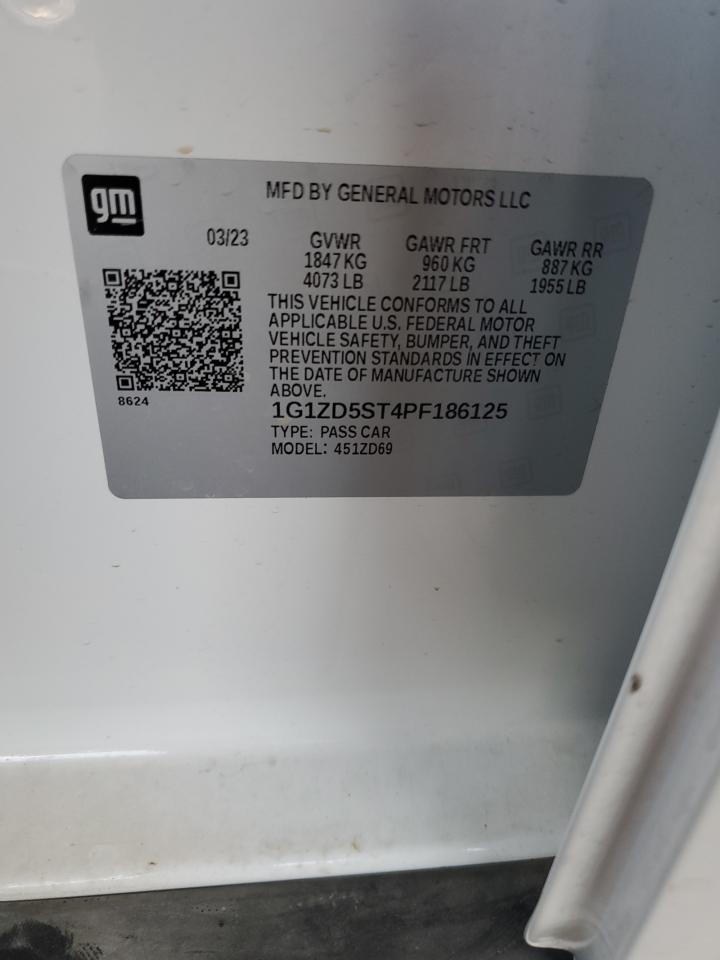 gm
MFD BY GENERAL MOTORS LLC
03/23 GVWR GAWR FRT GAWR RR
1847 KG 960 KG 887 KG
4073 LB 2117 LB 1955 LB
THIS VEHICLE CONFORMS TO ALL
APPLICABLE U.S. FEDERAL MOTOR
VEHICLE SAFETY, BUMPER, AND THEFT
PREVENTION STANDARDS IN EFFECT ON
THE DATE OF MANUFACTURE SHOWN
ABOVE.
8624
1G1ZD5ST4PF186125
TYPE: PASS CAR
MODEL: 451ZD69